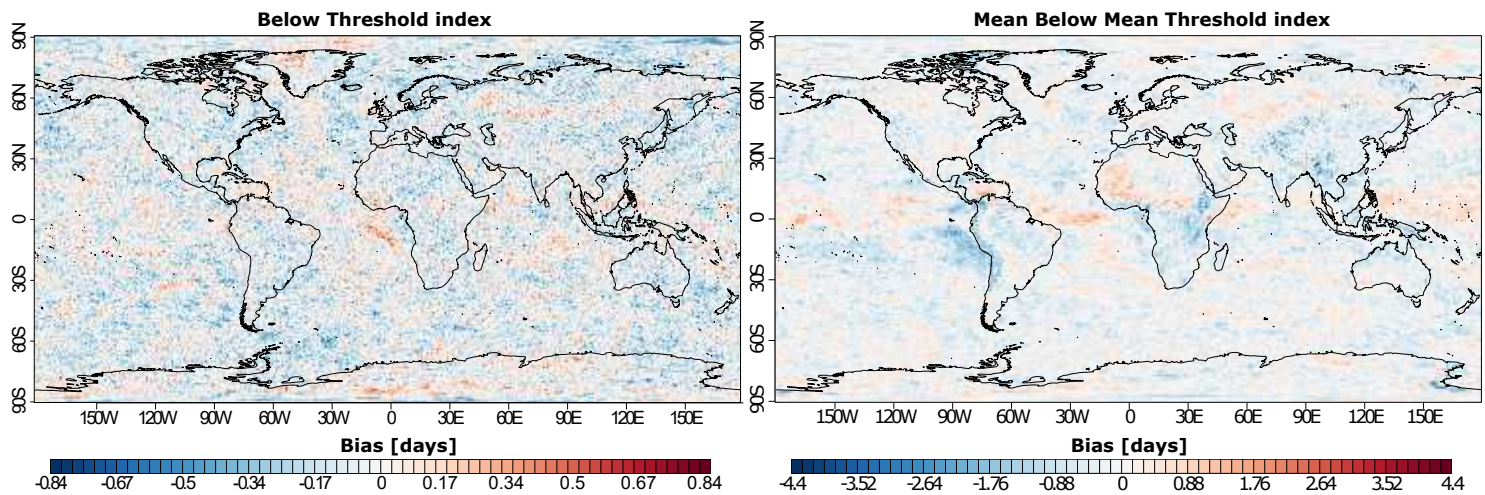 Below Threshold index
90N
60N
30N
0
30S
60S
9S
150W 120W 90W 60W 30W 0 30E 60E 90E 120E 150E
Bias [days]
-0.84 -0.67 -0.5 -0.34 -0.17 0 0.17 0.34 0.5 0.67 0.84
Mean Below Mean Threshold index
90N
60N
30N
0
30S
60S
9S
150W 120W 90W 60W 30W 0 30E 60E 90E 120E 150E
Bias [days]
-4.4 -3.52 -2.64 -1.76 -0.88 0 0.88 1.76 2.64 3.52 4.4